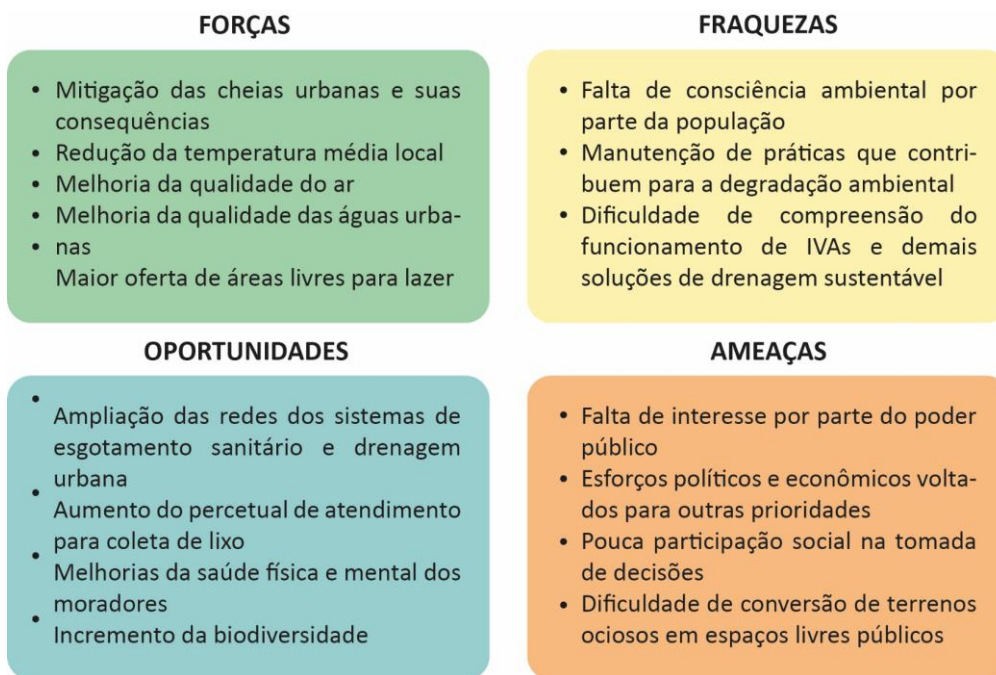 FORÇAS
• Mitigação das cheias urbanas e suas
consequências
• Redução da temperatura média local
• Melhoria da qualidade do ar
• Melhoria da qualidade das águas urba-
• nas
Maior oferta de áreas livres para lazer
FRAQUEZAS
• Falta de consciência ambiental por
parte da população
• Manutenção de práticas que contri-
buem para a degradação ambiental
• Dificuldade de compreensão do
funcionamento de IVAs e demais
soluções de drenagem sustentável
OPORTUNIDADES
•
Ampliação das redes dos sistemas de
esgotamento sanitário e drenagem
urbana
•
Aumento do percetual de atendimento
para coleta de lixo
•
Melhorias da saúde física e mental dos
moradores
•
Incremento da biodiversidade
AMEAÇAS
• Falta de interesse por parte do poder
público
• Esforços políticos e econômicos volta-
dos para outras prioridades
• Pouca participação social na tomada
de decisões
• Dificuldade de conversão de terrenos
ociosos em espaços livres públicos